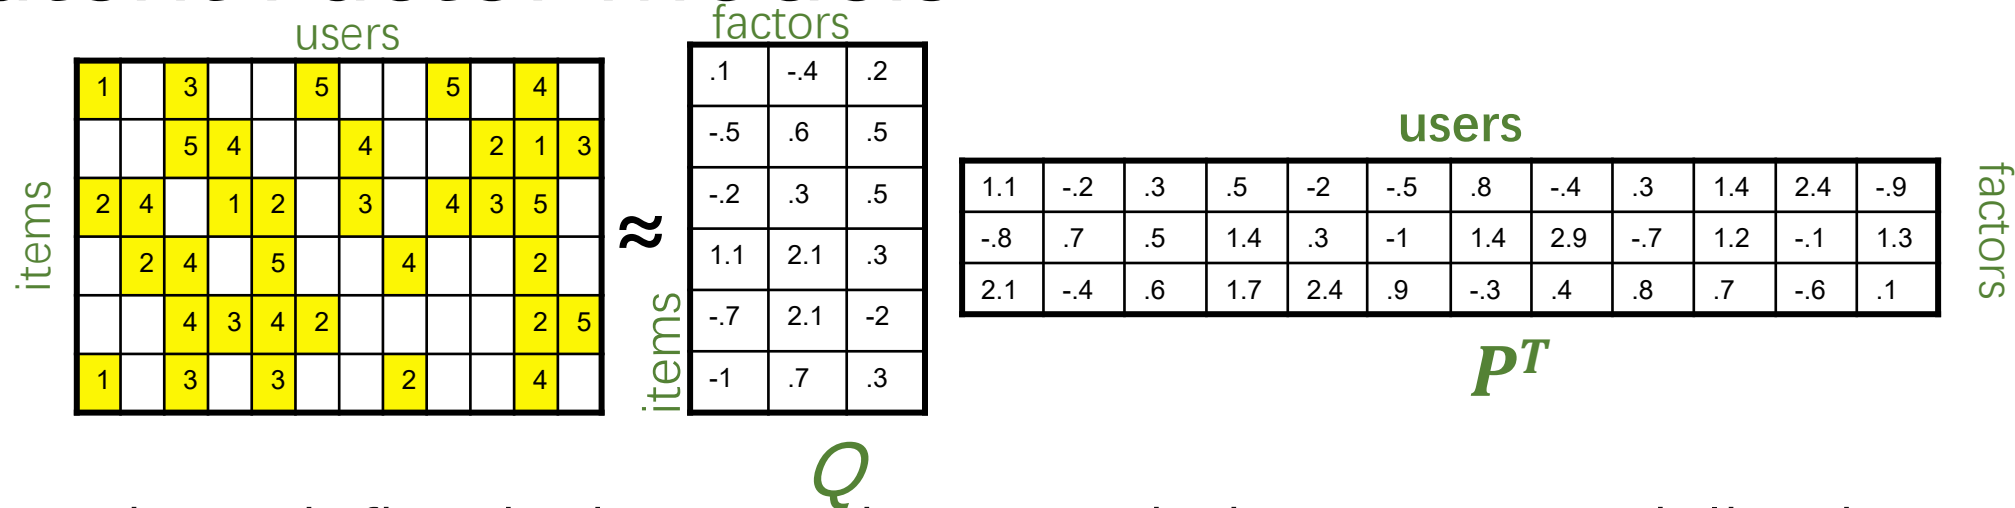 users
factors
1 3 5 5 4
5 4 4 2 1 3
2 4 1 2 3 4 3 5
2 4 5 4 2
4 3 4 2 2 5
1 3 3 2 4
items
≈
.1 -.4 .2
-.5 .6 .5
-.2 .3 .5
1.1 2.1 .3
-.7 2.1 -2
-1 .7 .3
items
Q
users
1.1 -.2 .3 .5 -2 -.5 .8 -.4 .3 1.4 2.4 -.9
-.8 .7 .5 1.4 .3 -1 1.4 2.9 -.7 1.2 -.1 1.3
2.1 -.4 .6 1.7 2.4 .9 -.3 .4 .8 .7 -.6 .1
factors
P^T